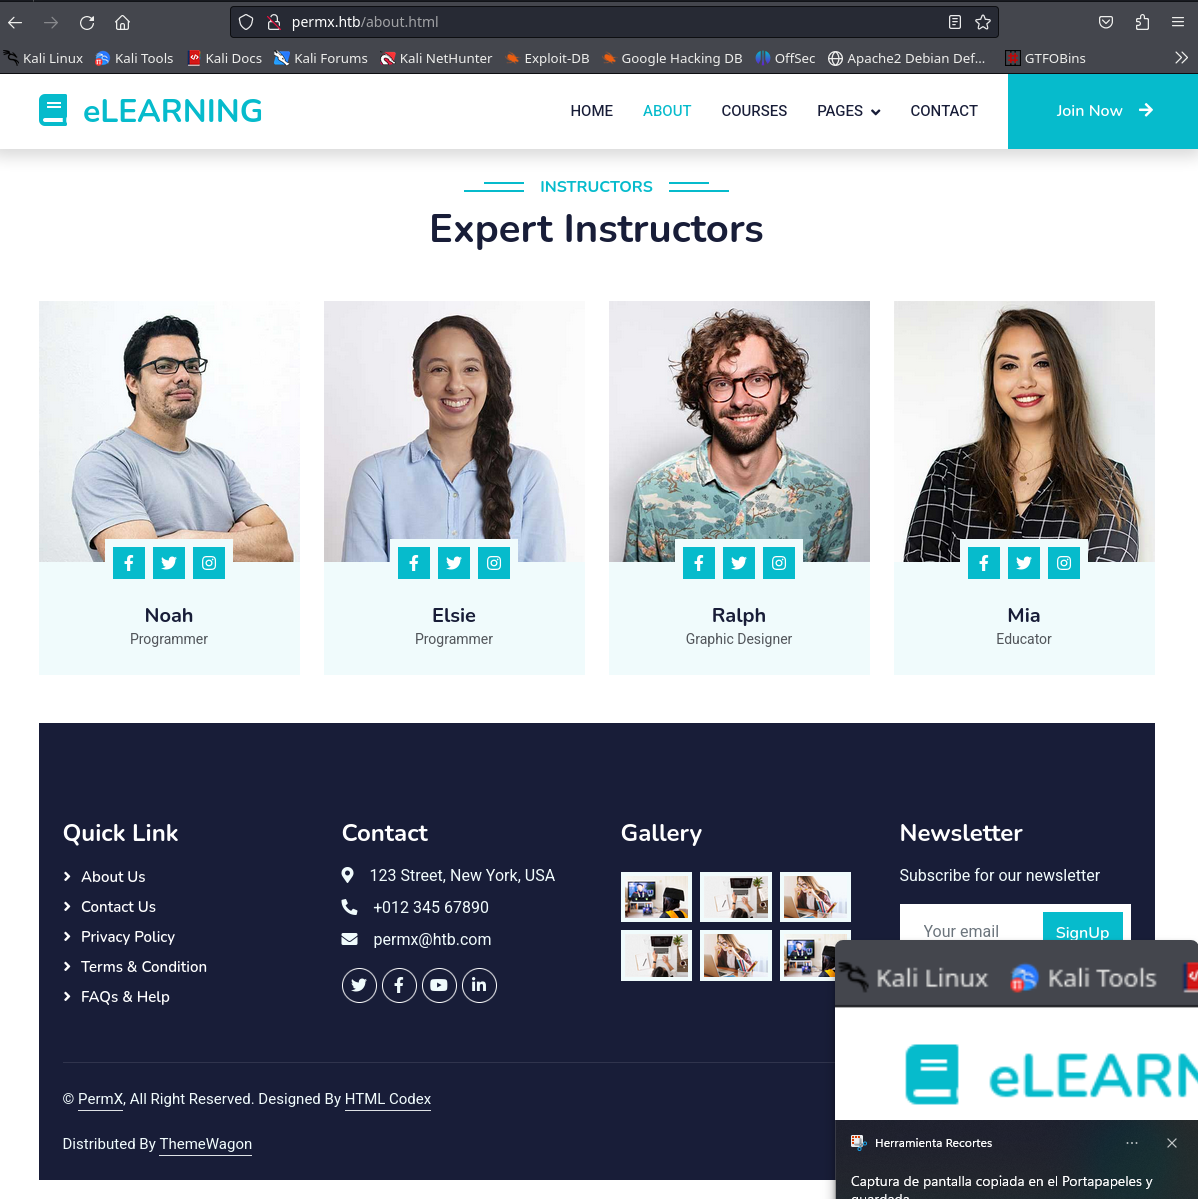 permx.htb/about.html
Kali Linux Kali Tools Kali Docs Kali Forums Kali NetHunter Exploit-DB Google Hacking DB OffSec Apache2 Debian Def… GTFOBins
eLEARNING HOME ABOUT COURSES PAGES CONTACT Join Now
INSTRUCTORS
Expert Instructors
Noah Elsie Ralph Mia
Programmer Programmer Graphic Designer Educator
Quick Link Contact Gallery Newsletter
About Us 123 Street, New York, USA Subscribe for our newsletter
Contact Us +012 345 67890
Privacy Policy permx@htb.com Your email SignUp
Terms & Condition
FAQs & Help
Kali Linux Kali Tools
eLEARN
© PermX, All Right Reserved. Designed By HTML Codex
Distributed By ThemeWagon
Herramienta Recortes
Captura de pantalla copiada en el Portapapeles y
guardada